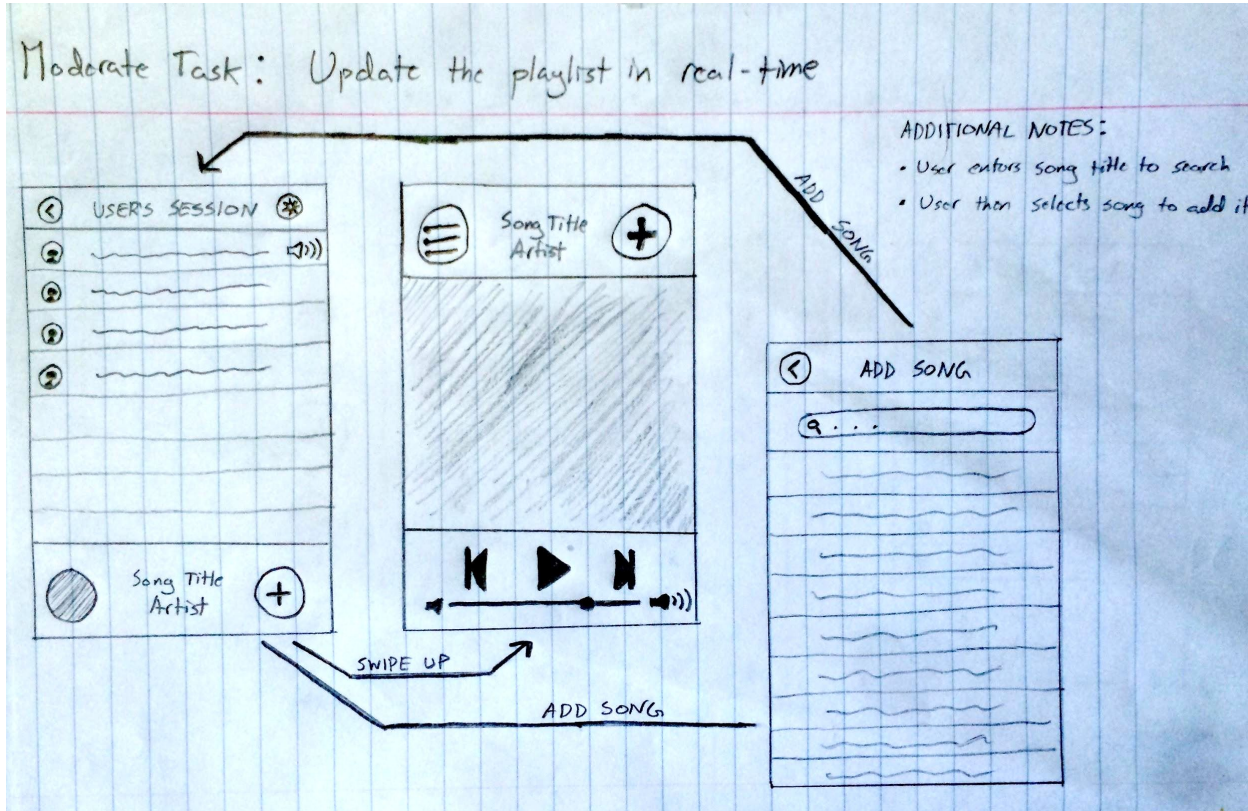 Moderate Task: Update the playlist in real-time
ADDITIONAL NOTES:
• User enters song title to search
• User then selects song to add it
ADD SONG
USERS SESSION
Song Title
Artist
Song Title
Artist
ADD SONG
...
SWIPE UP
ADD SONG